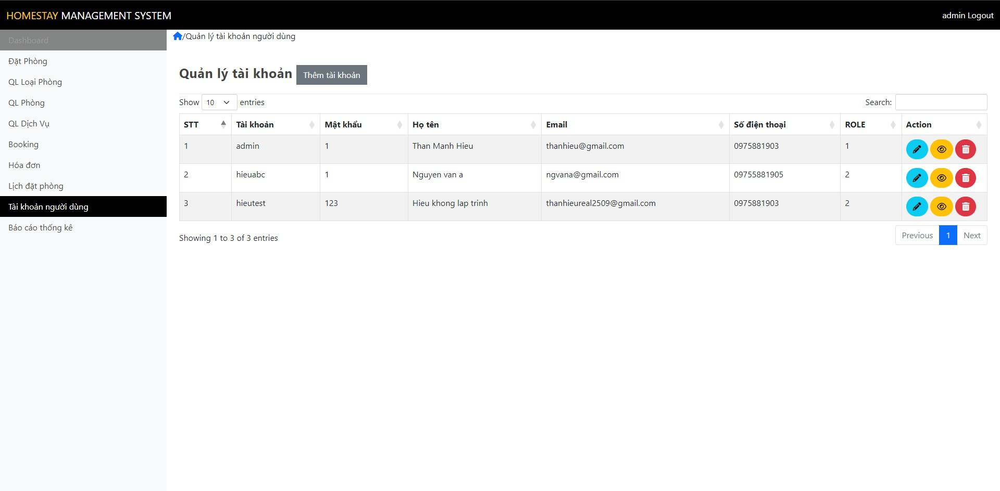 HOMESTAY MANAGEMENT SYSTEM
admin Logout
Dashboard
Đặt Phòng
QL Loại Phòng
QL Phòng
QL Dịch Vụ
Booking
Hóa đơn
Lịch đặt phòng
Tài khoản người dùng
Báo cáo thống kê
/Quản lý tài khoản người dùng
Quản lý tài khoản Thêm tài khoản
Show 10 entries Search:
STT Tài khoản Mật khẩu Họ tên Email Số điện thoại ROLE Action
1 admin 1 Than Manh Hieu thanhieu@gmail.com 0975881903 1
2 hieuabc 1 Nguyen van a ngvana@gmail.com 09755881905 2
3 hieutest 123 Hieu khong lap trinh thanhieureal2509@gmail.com 0975881903 2
Showing 1 to 3 of 3 entries Previous 1 Next